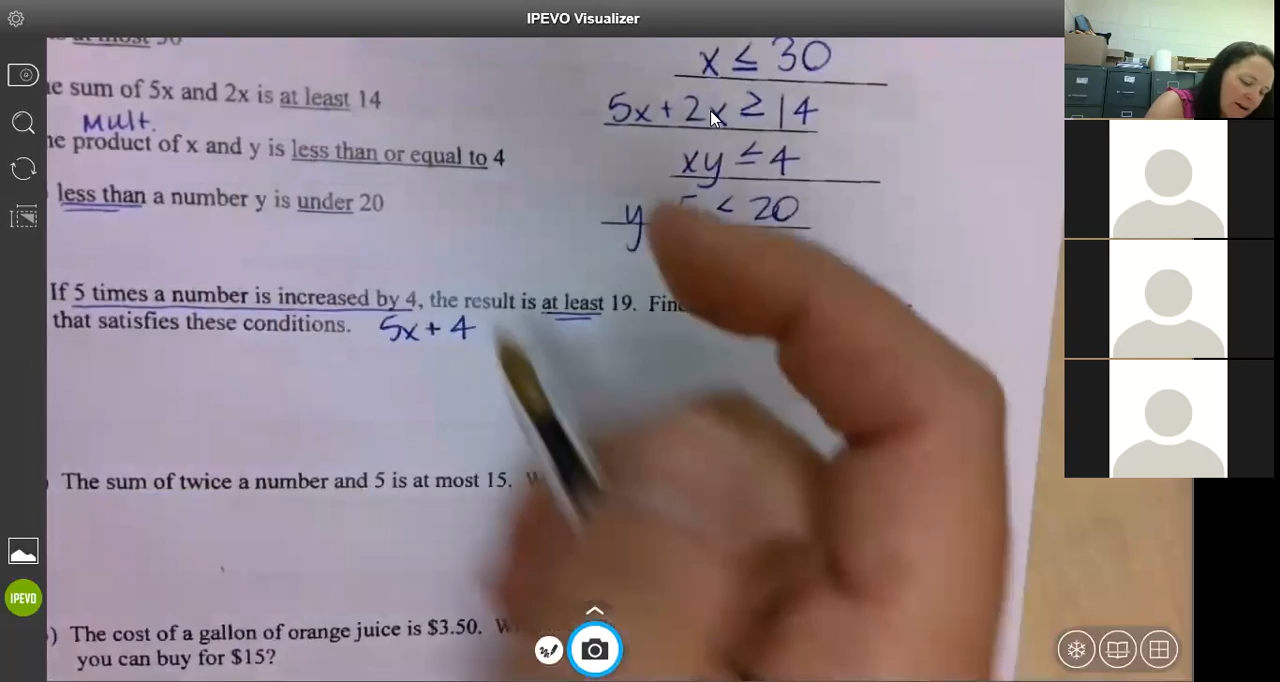 IPEVO Visualizer
x ≤ 30
sum of 5x and 2x is at least 14
5x + 2x ≥ 14
Mult.
product of x and y is less than or equal to 4
xy ≤ 4
less than a number y is under 20
y < 20
If 5 times a number is increased by 4, the result is at least 19.
that satisfies these conditions. 5x + 4
The sum of twice a number and 5 is at most 15.
) The cost of a gallon of orange juice is $3.50.
you can buy for $15?
IPEVO